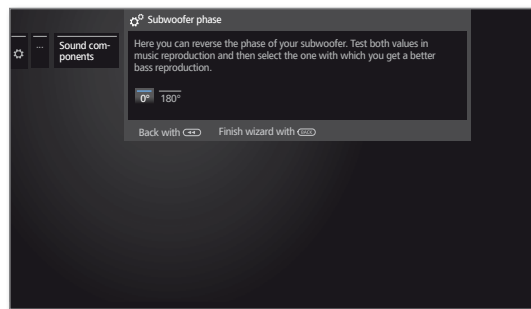 Subwoofer phase
... Sound com-
ponents
Here you can reverse the phase of your subwoofer. Test both values in
music reproduction and then select the one with which you get a better
bass reproduction.
0° 180°
Back with Finish wizard with BACK